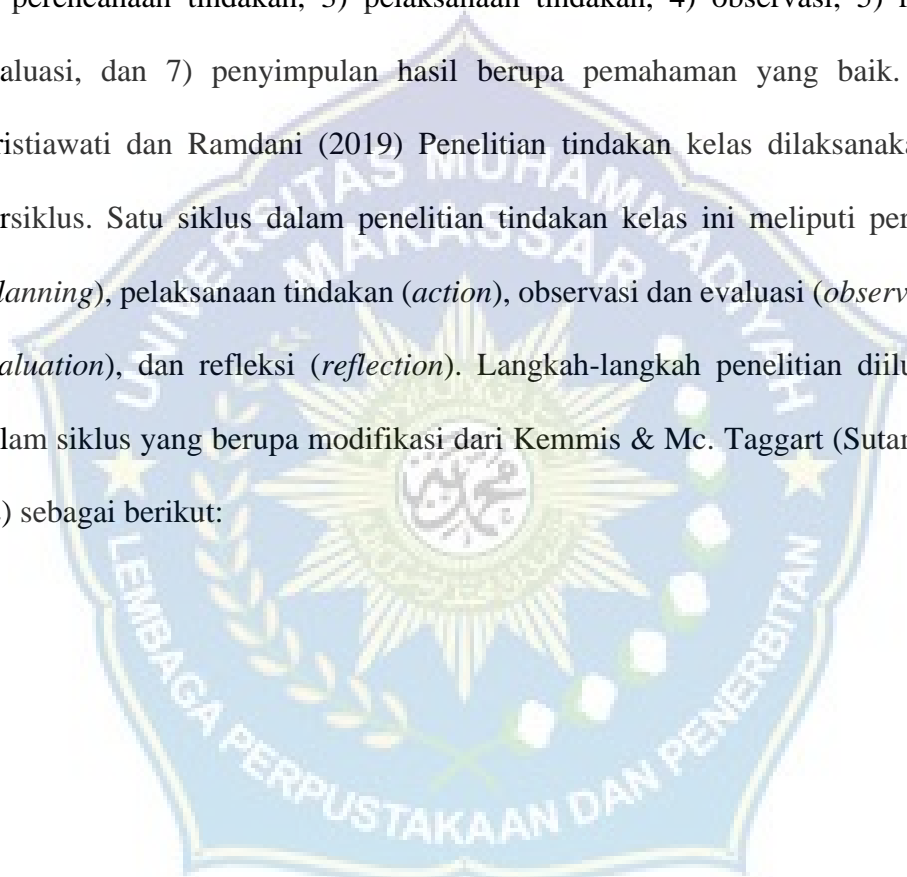 perencanaan tindakan, 3) pelaksanaan tindakan, 4) observasi, 5)
aluasi, dan 7) penyimpulan hasil berupa pemahaman yang baik.
ristiawati dan Ramdani (2019) Penelitian tindakan kelas dilaksanaka
rsiklus. Satu siklus dalam penelitian tindakan kelas ini meliputi per
lanning), pelaksanaan tindakan (action), observasi dan evaluasi (observ
aluation), dan refleksi (reflection). Langkah-langkah penelitian diilu
lam siklus yang berupa modifikasi dari Kemmis & Mc. Taggart (Sutar
) sebagai berikut:
UNIVERSITAS MUHAMMADIYAH
MAKASSAR
LEMBAGA PERPUSTAKAAN DAN PENERBITAN